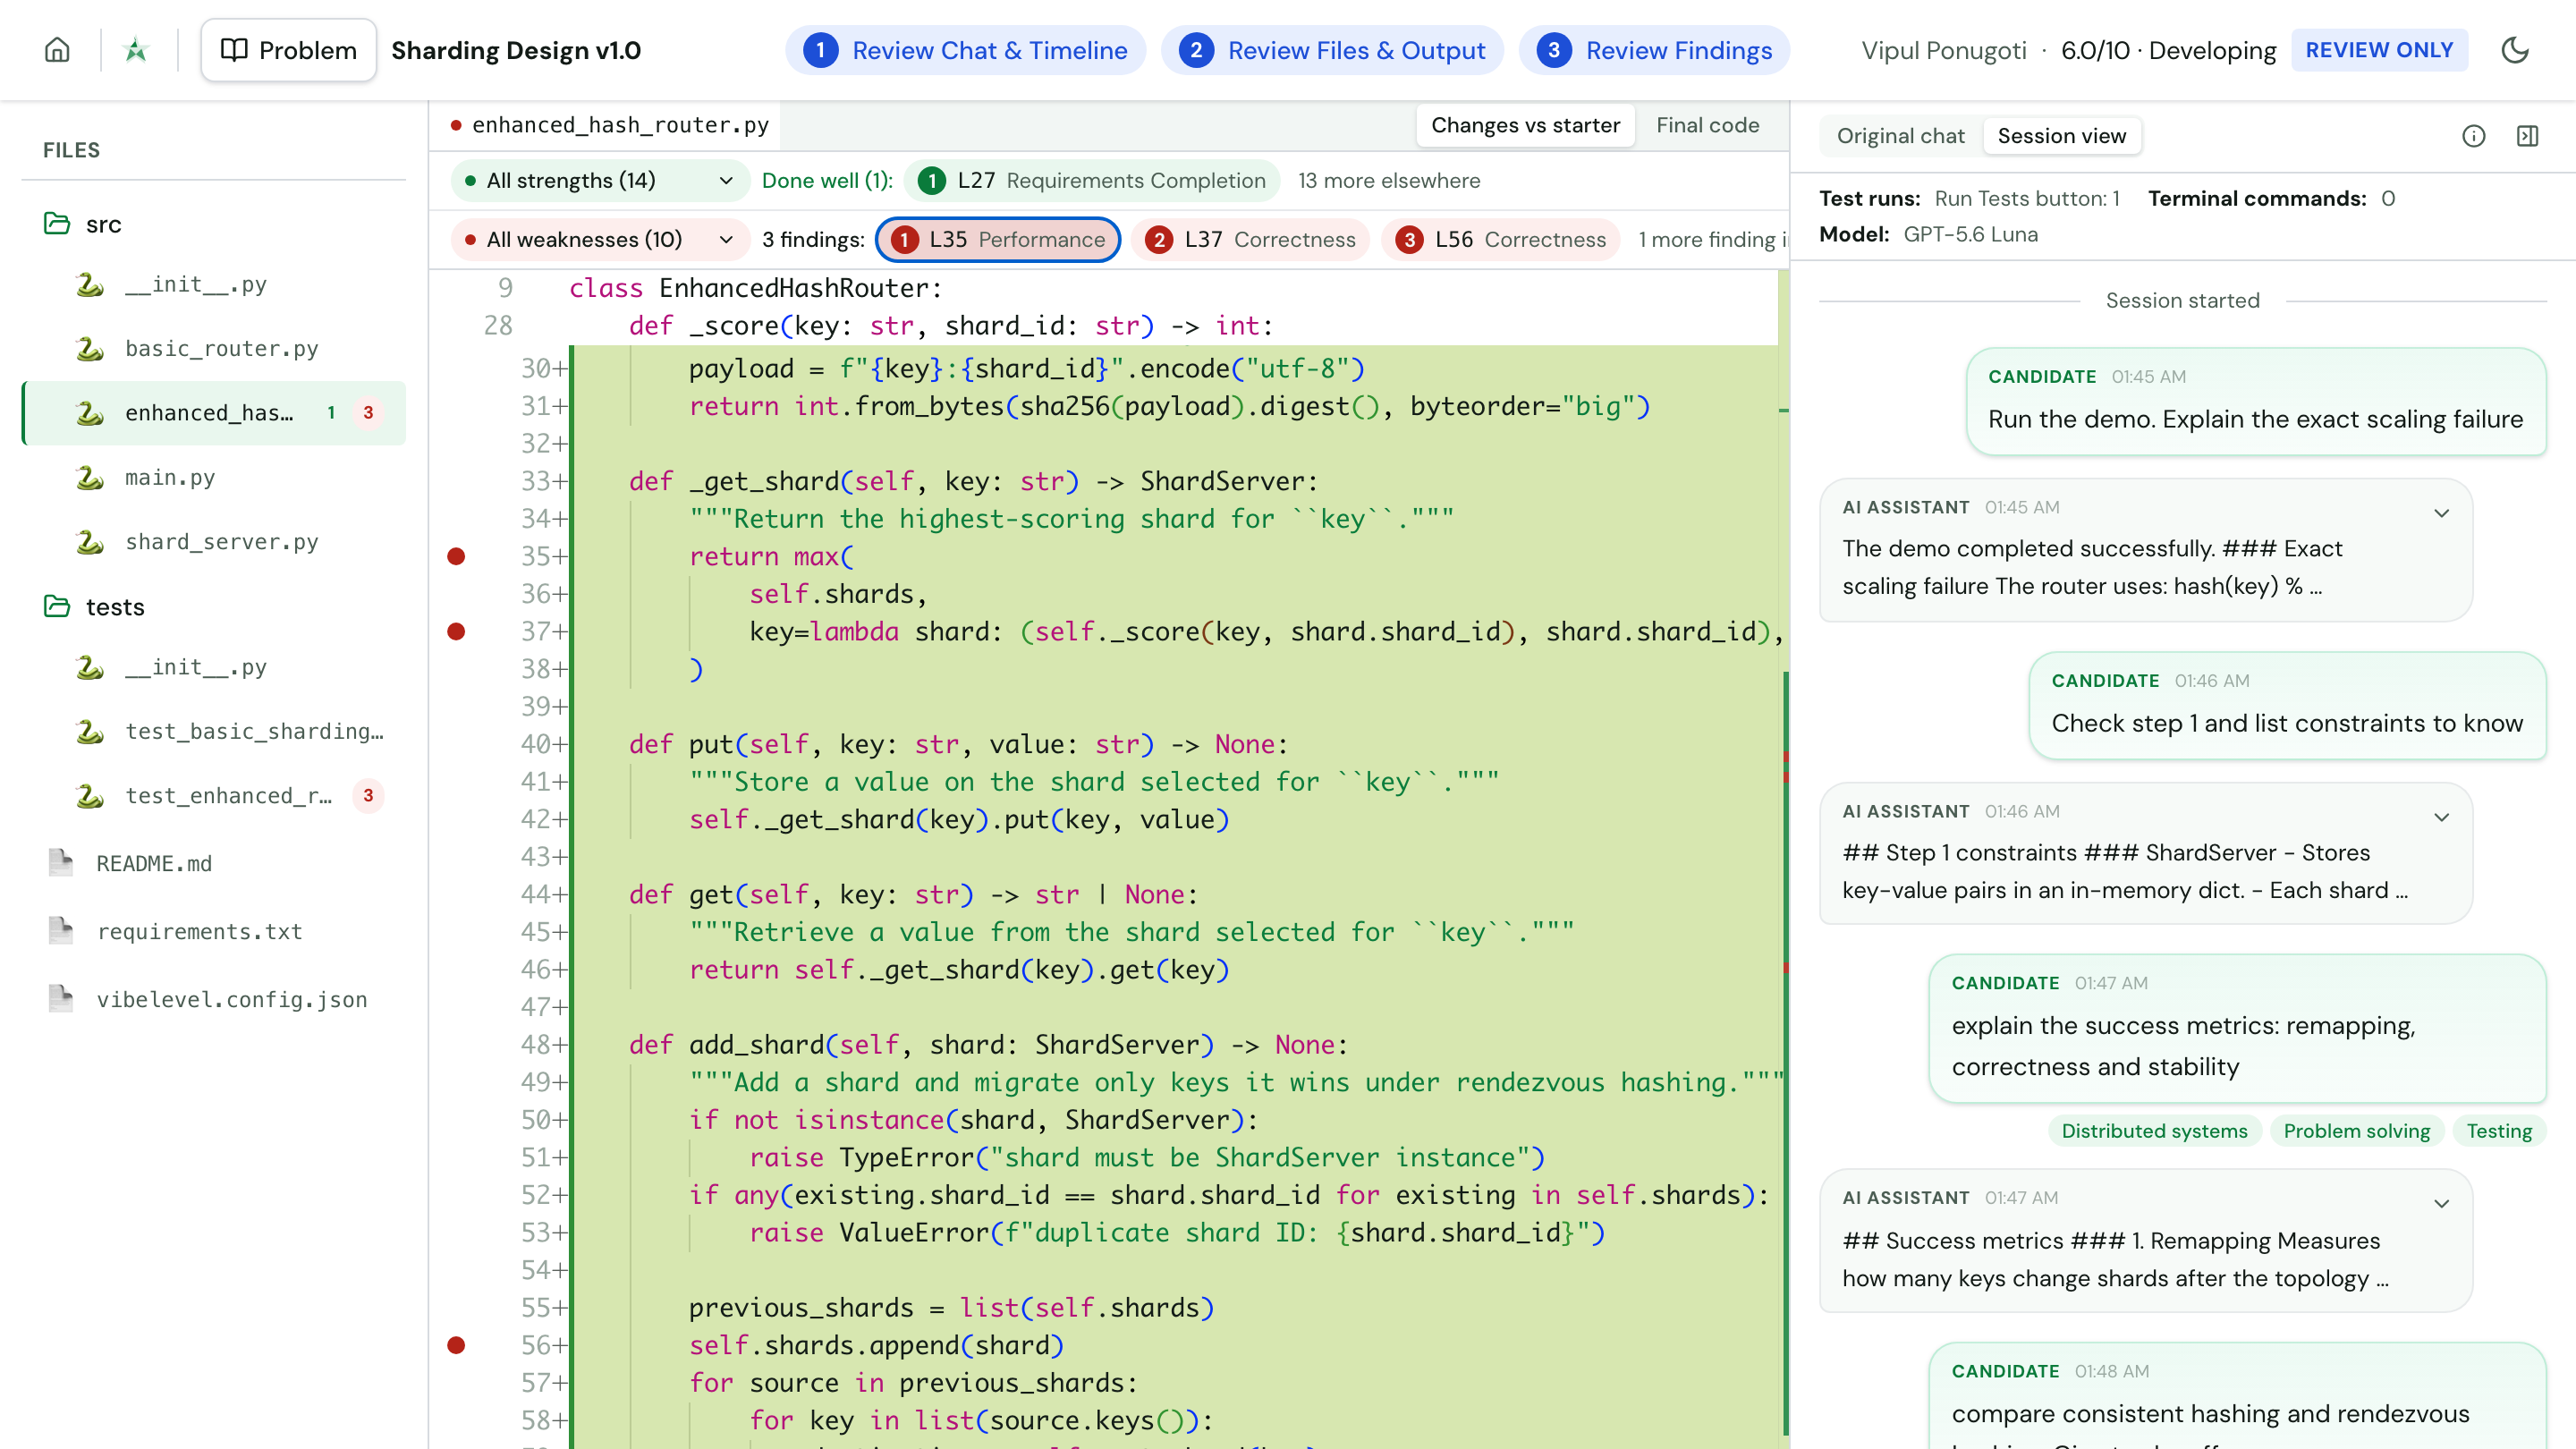 Problem
Sharding Design v1.0
1 Review Chat & Timeline
2 Review Files & Output
3 Review Findings
Vipul Ponugoti · 6.0/10 · Developing
REVIEW ONLY
FILES
src
__init__.py
basic_router.py
enhanced_has… 1 3
main.py
shard_server.py
tests
__init__.py
test_basic_sharding…
test_enhanced_r… 3
README.md
requirements.txt
vibelevel.config.json
enhanced_hash_router.py
Changes vs starter
Final code
All strengths (14)
Done well (1): 1 L27 Requirements Completion 13 more elsewhere
All weaknesses (10)
3 findings: 1 L35 Performance 2 L37 Correctness 3 L56 Correctness 1 more finding
9 class EnhancedHashRouter:
28 def _score(key: str, shard_id: str) -> int:
30+ payload = f"{key}:{shard_id}".encode("utf-8")
31+ return int.from_bytes(sha256(payload).digest(), byteorder="big")
32+
33+ def _get_shard(self, key: str) -> ShardServer:
34+ """Return the highest-scoring shard for ``key``."""
35+ return max(
36+ self.shards,
37+ key=lambda shard: (self._score(key, shard.shard_id), shard.shard_id),
38+ )
39+
40+ def put(self, key: str, value: str) -> None:
41+ """Store a value on the shard selected for ``key``."""
42+ self._get_shard(key).put(key, value)
43+
44+ def get(self, key: str) -> str | None:
45+ """Retrieve a value from the shard selected for ``key``."""
46+ return self._get_shard(key).get(key)
47+
48+ def add_shard(self, shard: ShardServer) -> None:
49+ """Add a shard and migrate only keys it wins under rendezvous hashing."""
50+ if not isinstance(shard, ShardServer):
51+ raise TypeError("shard must be ShardServer instance")
52+ if any(existing.shard_id == shard.shard_id for existing in self.shards):
53+ raise ValueError(f"duplicate shard ID: {shard.shard_id}")
54+
55+ previous_shards = list(self.shards)
56+ self.shards.append(shard)
57+ for source in previous_shards:
58+ for key in list(source.keys()):
Original chat
Session view
Test runs: Run Tests button: 1 Terminal commands: 0
Model: GPT-5.6 Luna
Session started
CANDIDATE 01:45 AM
Run the demo. Explain the exact scaling failure
AI ASSISTANT 01:45 AM
The demo completed successfully. ### Exact
scaling failure The router uses: hash(key) % …
CANDIDATE 01:46 AM
Check step 1 and list constraints to know
AI ASSISTANT 01:46 AM
## Step 1 constraints ### ShardServer - Stores
key-value pairs in an in-memory dict. - Each shard …
CANDIDATE 01:47 AM
explain the success metrics: remapping,
correctness and stability
Distributed systems
Problem solving
Testing
AI ASSISTANT 01:47 AM
## Success metrics ### 1. Remapping Measures
how many keys change shards after the topology …
CANDIDATE 01:48 AM
compare consistent hashing and rendezvous